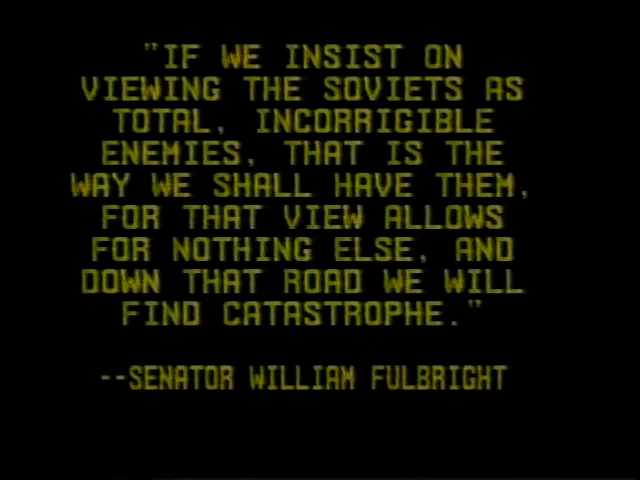 "IF WE INSIST ON
VIEWING THE SOVIETS AS
TOTAL, INCORRIGIBLE
ENEMIES, THAT IS THE
WAY WE SHALL HAVE THEM,
FOR THAT VIEW ALLOWS
FOR NOTHING ELSE, AND
DOWN THAT ROAD WE WILL
FIND CATASTROPHE."
--SENATOR WILLIAM FULBRIGHT